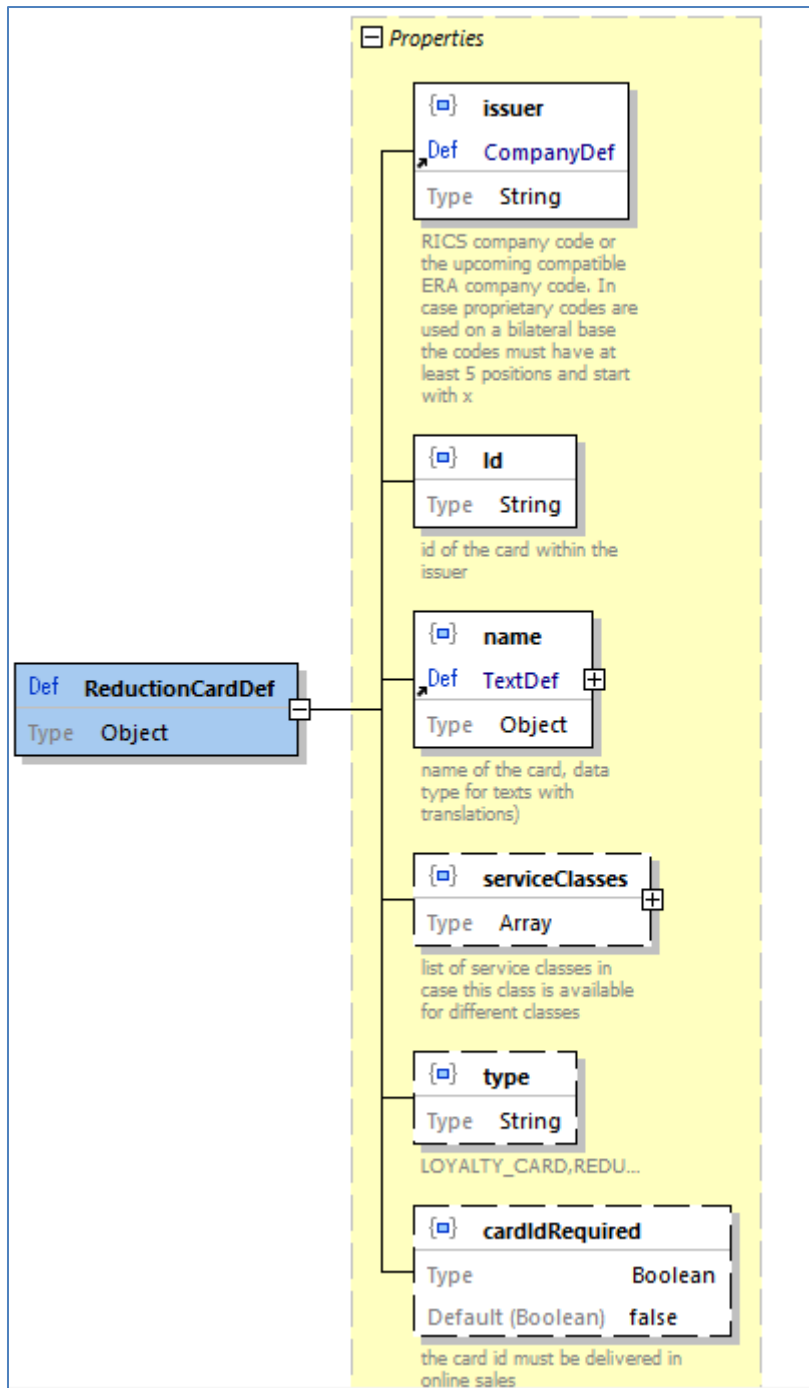 Properties
issuer
Def CompanyDef
Type String
RICS company code or
the upcoming compatible
ERA company code. In
case proprietary codes are
used on a bilateral base
the codes must have at
least 5 positions and start
with x
Id
Type String
id of the card within the
issuer
name
Def TextDef
Type Object
name of the card, data
type for texts with
translations)
Def ReductionCardDef
Type Object
serviceClasses
Type Array
list of service classes in
case this class is available
for different classes
type
Type String
LOYALTY_CARD,REDU...
cardIdRequired
Type Boolean
Default (Boolean) false
the card id must be delivered in
online sales